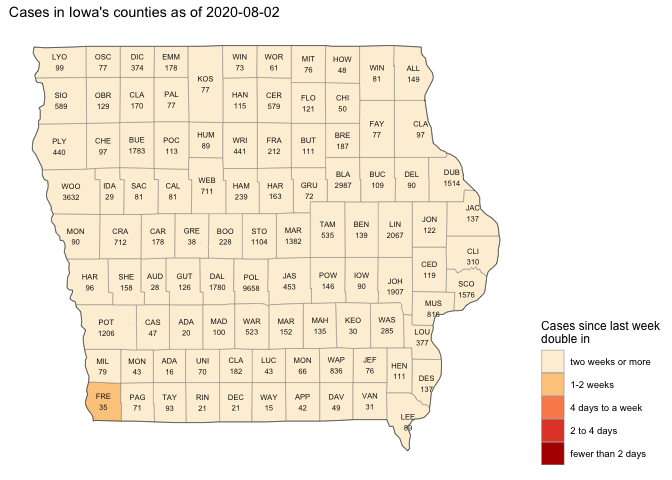 Cases in Iowa's counties as of 2020-08-02
LYO OSC DIC EMM WIN WOR MIT HOW
99 77 374 178 73 61 76 48
KOS WIN ALL
77 81 149
SIO OBR CLA PAL HAN CER FLO CHI
589 129 170 77 115 579 121 50
FAY CLA
77 97
PLY CHE BUE POC HUM WRI FRA BUT BRE
440 97 1783 113 89 441 212 111 187
WOO IDA SAC CAL WEB HAM HAR GRU BLA BUC DEL DUB
3632 29 81 81 711 239 163 72 2987 109 90 1514
JAC
137
MON CRA CAR GRE BOO STO MAR TAM BEN LIN JON
90 712 178 38 228 1104 1382 535 139 2067 122
CLI
310
HAR SHE AUD GUT DAL POL JAS POW IOW JOH CED SCO
96 158 28 126 1780 9658 453 146 90 1907 119 1576
MUS
816
POT CAS ADA MAD WAR MAR MAH KEO WAS LOU
1206 47 20 100 523 152 135 30 285 377
MIL MON ADA UNI CLA LUC MON WAP JEF HEN DES
79 43 16 70 182 43 66 836 76 111 137
FRE PAG TAY RIN DEC WAY APP DAV VAN LEE
35 71 93 21 21 15 42 49 31 89
Cases since last week
double in
two weeks or more
1-2 weeks
4 days to a week
2 to 4 days
fewer than 2 days